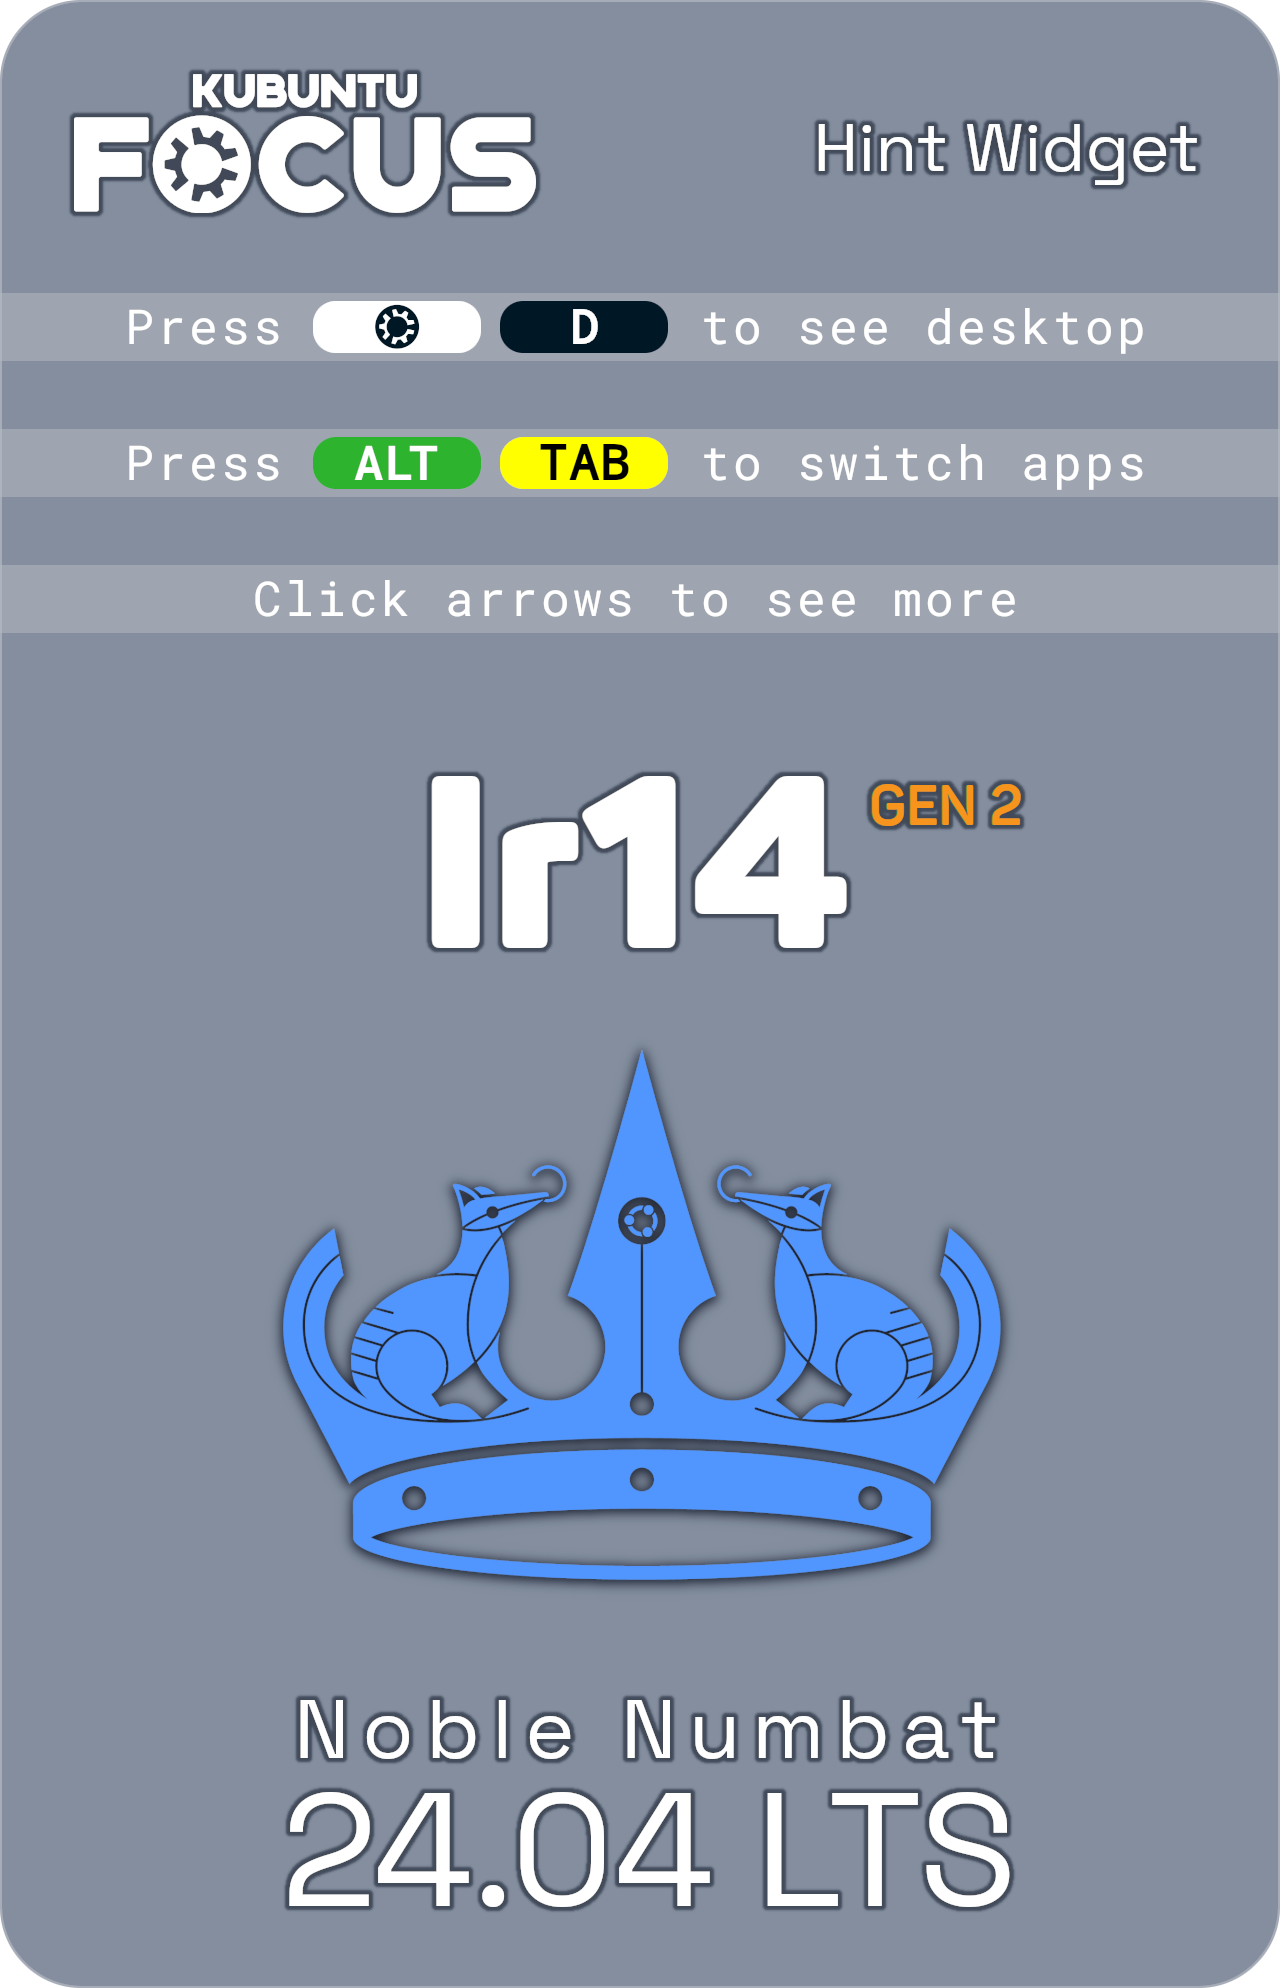 KUBUNTU
FOCUS
Hint Widget
Press D to see desktop
Press ALT TAB to switch apps
Click arrows to see more
Ir14 GEN 2
Noble Numbat
24.04 LTS